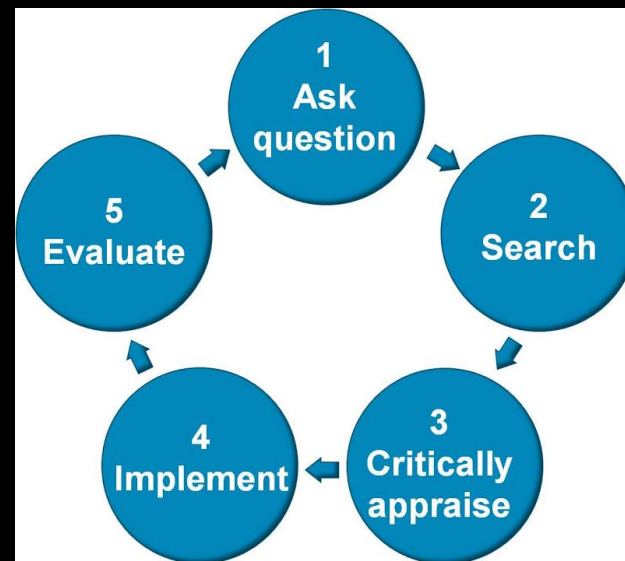 1
Ask
question
2
Search
3
Critically
appraise
4
Implement
5
Evaluate